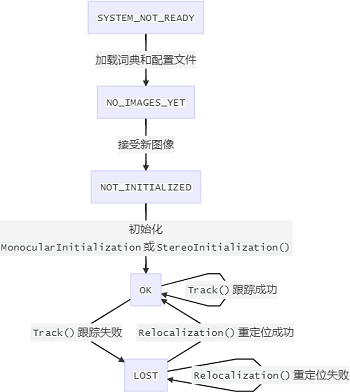 SYSTEM_NOT_READY
加载词典和配置文件
NO_IMAGES_YET
接受新图像
NOT_INITIALIZED
初始化
MonocularInitialization或StereoInitialization()
OK
Track()跟踪成功
Track()跟踪失败
Relocalization()重定位成功
LOST
Relocalization()重定位失败